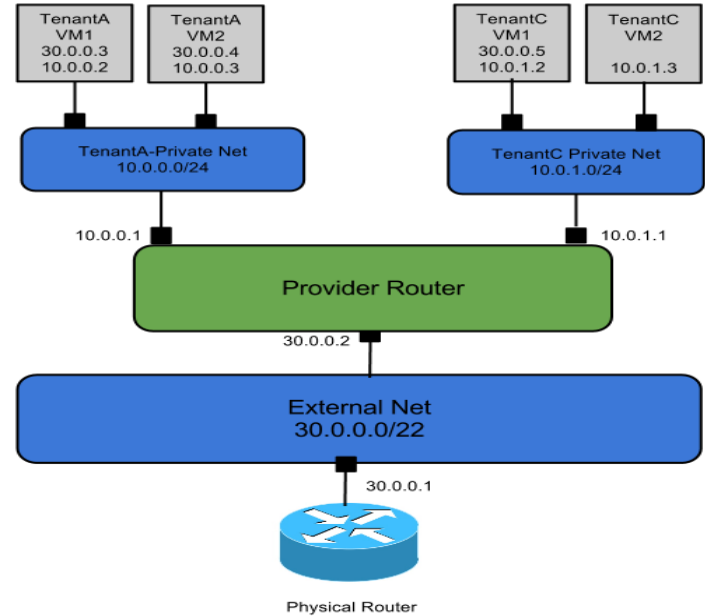 TenantA
VM1
30.0.0.3
10.0.0.2
TenantA
VM2
30.0.0.4
10.0.0.3
TenantC
VM1
30.0.0.5
10.0.1.2
TenantC
VM2
10.0.1.3
TenantA-Private Net
10.0.0.0/24
TenantC Private Net
10.0.1.0/24
10.0.0.1
10.0.1.1
Provider Router
30.0.0.2
External Net
30.0.0.0/22
30.0.0.1
Physical Router